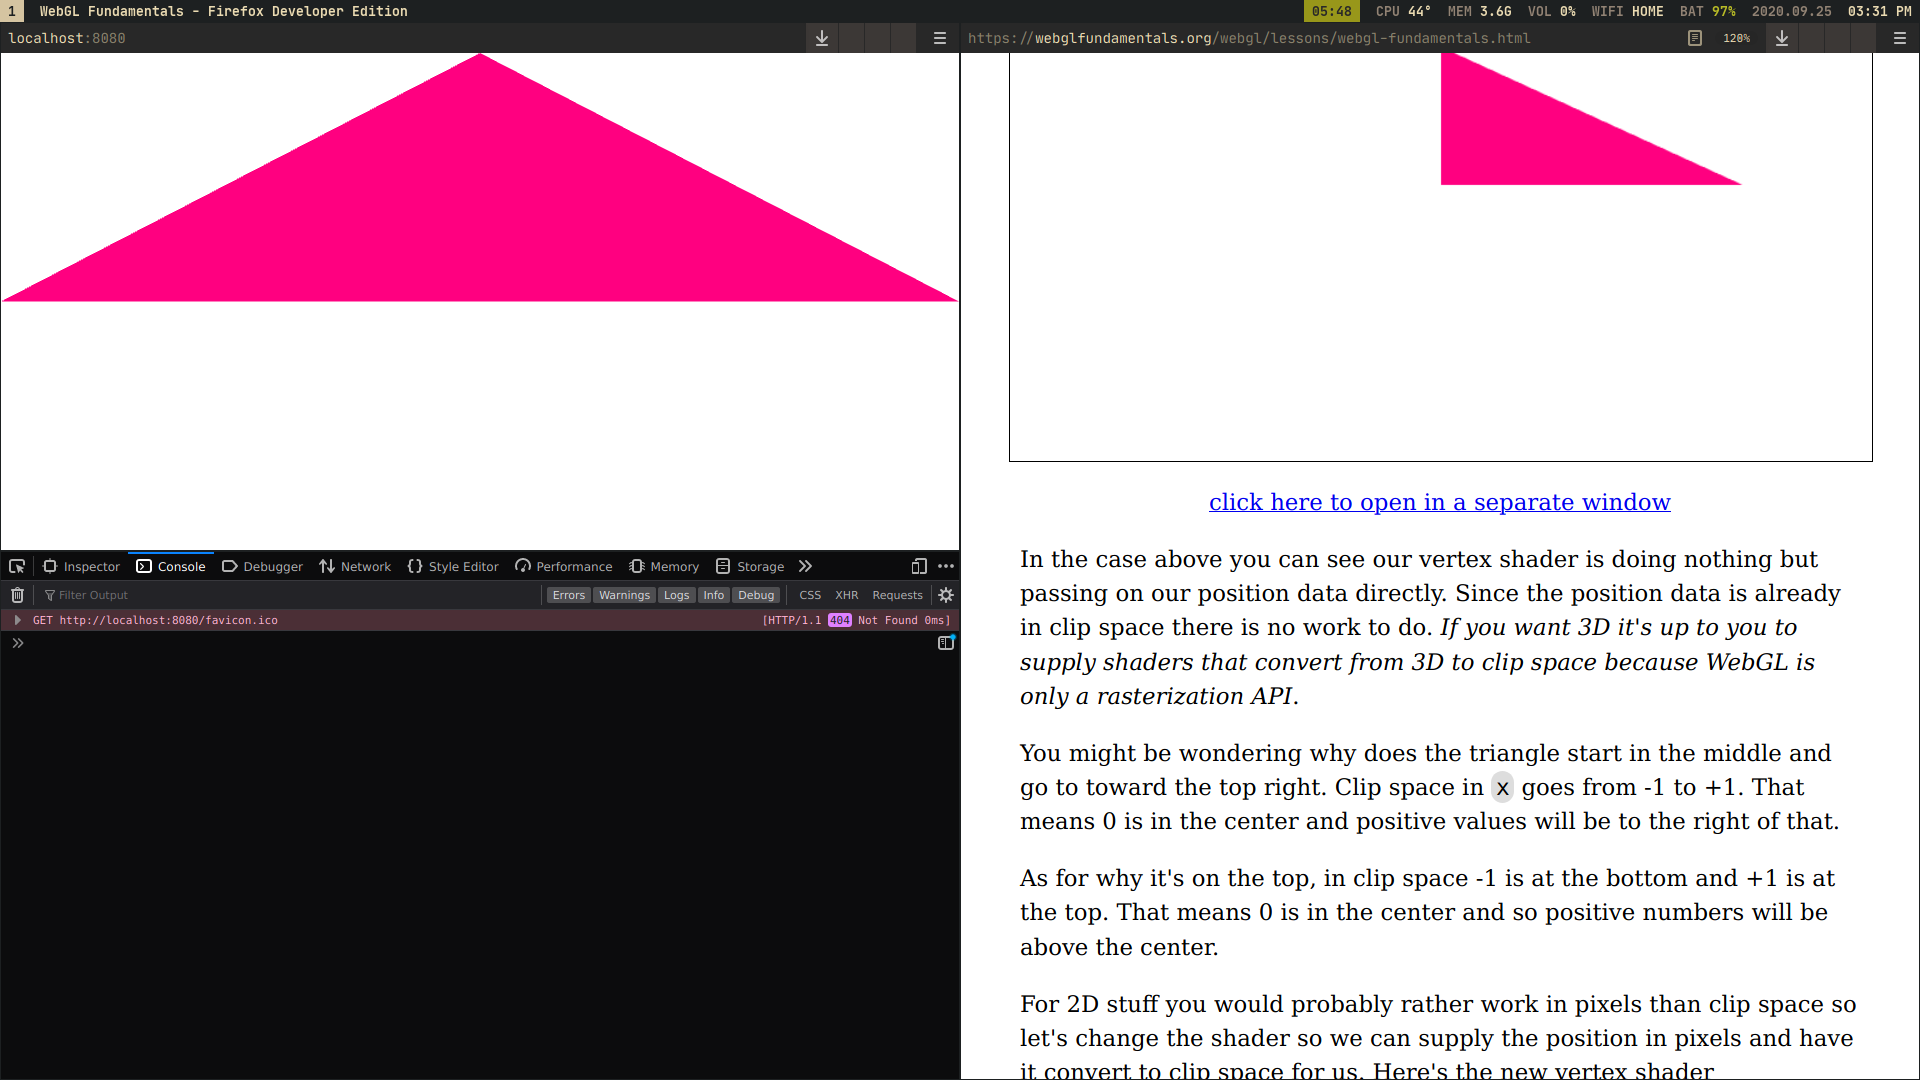 1 WebGL Fundamentals - Firefox Developer Edition 05:48 CPU 44° MEM 3.6G VOL 0% WIFI HOME BAT 97% 2020.09.25 03:31 PM
localhost:8080
Inspector Console Debugger Network Style Editor Performance Memory Storage
Filter Output Errors Warnings Logs Info Debug CSS XHR Requests
GET http://localhost:8080/favicon.ico [HTTP/1.1 404 Not Found 0ms]
https://webglfundamentals.org/webgl/lessons/webgl-fundamentals.html 120%
click here to open in a separate window
In the case above you can see our vertex shader is doing nothing but
passing on our position data directly. Since the position data is already
in clip space there is no work to do. If you want 3D it's up to you to
supply shaders that convert from 3D to clip space because WebGL is
only a rasterization API.
You might be wondering why does the triangle start in the middle and
go to toward the top right. Clip space in x goes from -1 to +1. That
means 0 is in the center and positive values will be to the right of that.
As for why it's on the top, in clip space -1 is at the bottom and +1 is at
the top. That means 0 is in the center and so positive numbers will be
above the center.
For 2D stuff you would probably rather work in pixels than clip space so
let's change the shader so we can supply the position in pixels and have
it convert to clip space for us. Here's the new vertex shader